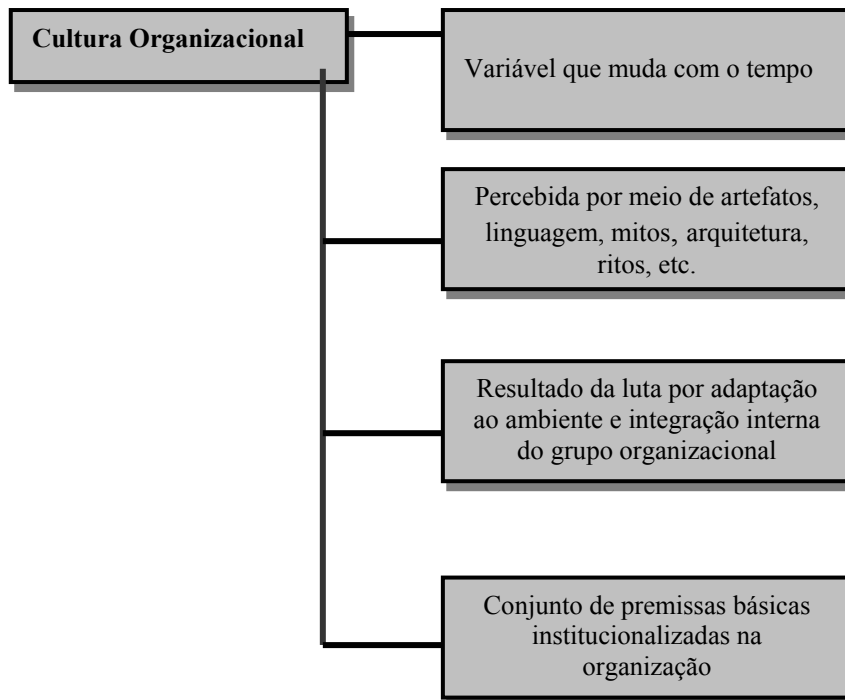 Cultura Organizacional
Variável que muda com o tempo
Percebida por meio de artefatos,
linguagem, mitos, arquitetura,
ritos, etc.
Resultado da luta por adaptação
ao ambiente e integração interna
do grupo organizacional
Conjunto de premissas básicas
institucionalizadas na
organização